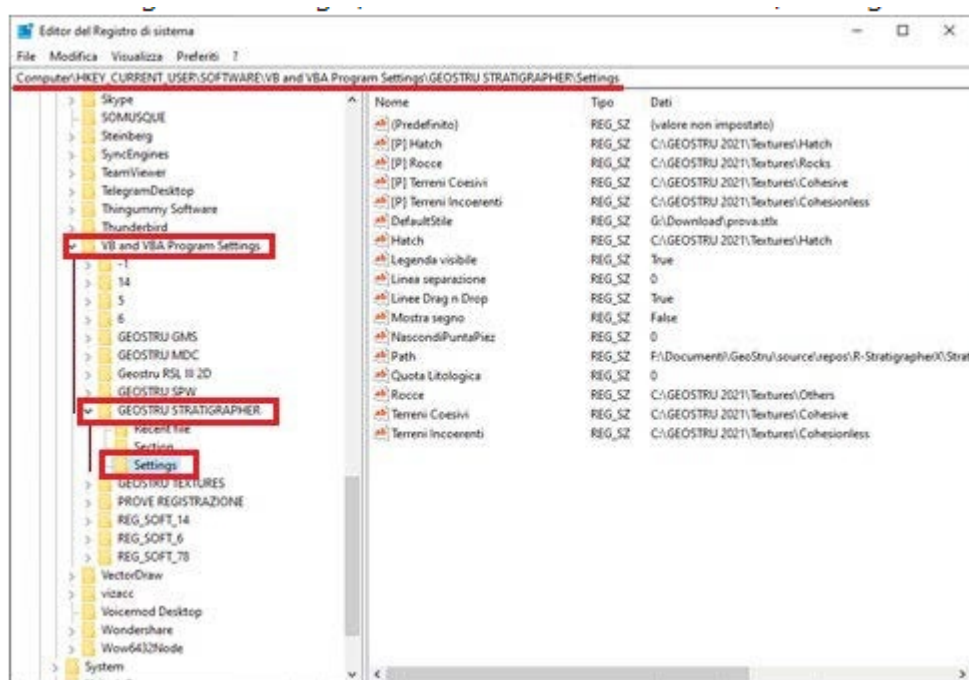 Editor del Registro di sistema
File Modifica Visualizza Preferiti ?
Computer\HKEY_CURRENT_USER\SOFTWARE\VB and VBA Program Settings\GEOSTRU STRATIGRAPHER\Settings
Skype
SOMUSQUE
Steinberg
SyncEngines
TeamViewer
TelegramDesktop
Thingummy Software
Thunderbird
VB and VBA Program Settings
-1
14
5
6
GEOSTRU GMS
GEOSTRU MDC
Geostru RSL III 2D
GEOSTRU SPW
GEOSTRU STRATIGRAPHER
Recent file
Section
Settings
GEOSTRU TEXTURES
PROVE REGISTRAZIONE
REG_SOFT_14
REG_SOFT_6
REG_SOFT_78
VectorDraw
vizacc
Voicemod Desktop
Wondershare
Wow6432Node
System
Nome Tipo Dati
(Predefinito) REG_SZ (valore non impostato)
[P] Hatch REG_SZ C:\GEOSTRU 2021\Textures\Hatch
[P] Rocce REG_SZ C:\GEOSTRU 2021\Textures\Rocks
[P] Terreni Coesivi REG_SZ C:\GEOSTRU 2021\Textures\Cohesive
[P] Terreni Incoerenti REG_SZ C:\GEOSTRU 2021\Textures\Cohesionless
DefaultStile REG_SZ G:\Download\prova.stlx
Hatch REG_SZ C:\GEOSTRU 2021\Textures\Hatch
Legenda visibile REG_SZ True
Linea separazione REG_SZ 0
Linee Drag n Drop REG_SZ True
Mostra segno REG_SZ False
NascondiPuntaPiez REG_SZ 0
Path REG_SZ F:\Documenti\GeoStru\source\repos\R-StratigrapherX\Strat
Quota Litologica REG_SZ 0
Rocce REG_SZ C:\GEOSTRU 2021\Textures\Others
Terreni Coesivi REG_SZ C:\GEOSTRU 2021\Textures\Cohesive
Terreni Incoerenti REG_SZ C:\GEOSTRU 2021\Textures\Cohesionless